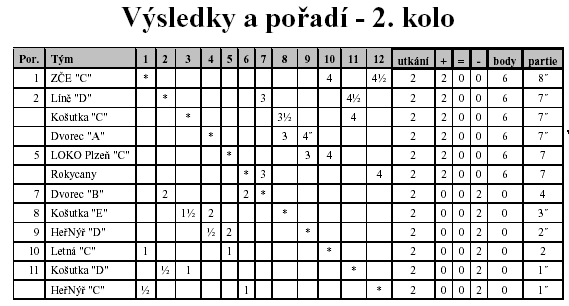 Výsledky a pořadí - 2. kolo
Por. Tým 1 2 3 4 5 6 7 8 9 10 11 12 utkání + = - body partie
1 ZČE "C" * 4 4½ 2 2 0 0 6 8˝
2 Líně "D" * 3 4½ 2 2 0 0 6 7˝
Košutka "C" * 3½ 4 2 2 0 0 6 7˝
Dvorec "A" * 3 4˝ 2 2 0 0 6 7˝
5 LOKO Plzeň "C" * 3 4 2 2 0 0 6 7
Rokycany * 3 4 2 2 0 0 6 7
7 Dvorec "B" 2 2 * 2 0 0 2 0 4
8 Košutka "E" 1½ 2 * 2 0 0 2 0 3˝
9 HeřNýř "D" ½ 2 * 2 0 0 2 0 2˝
10 Letná "C" 1 1 * 2 0 0 2 0 2
11 Košutka "D" ½ 1 * 2 0 0 2 0 1˝
HeřNýř "C" ½ 1 * 2 0 0 2 0 1˝